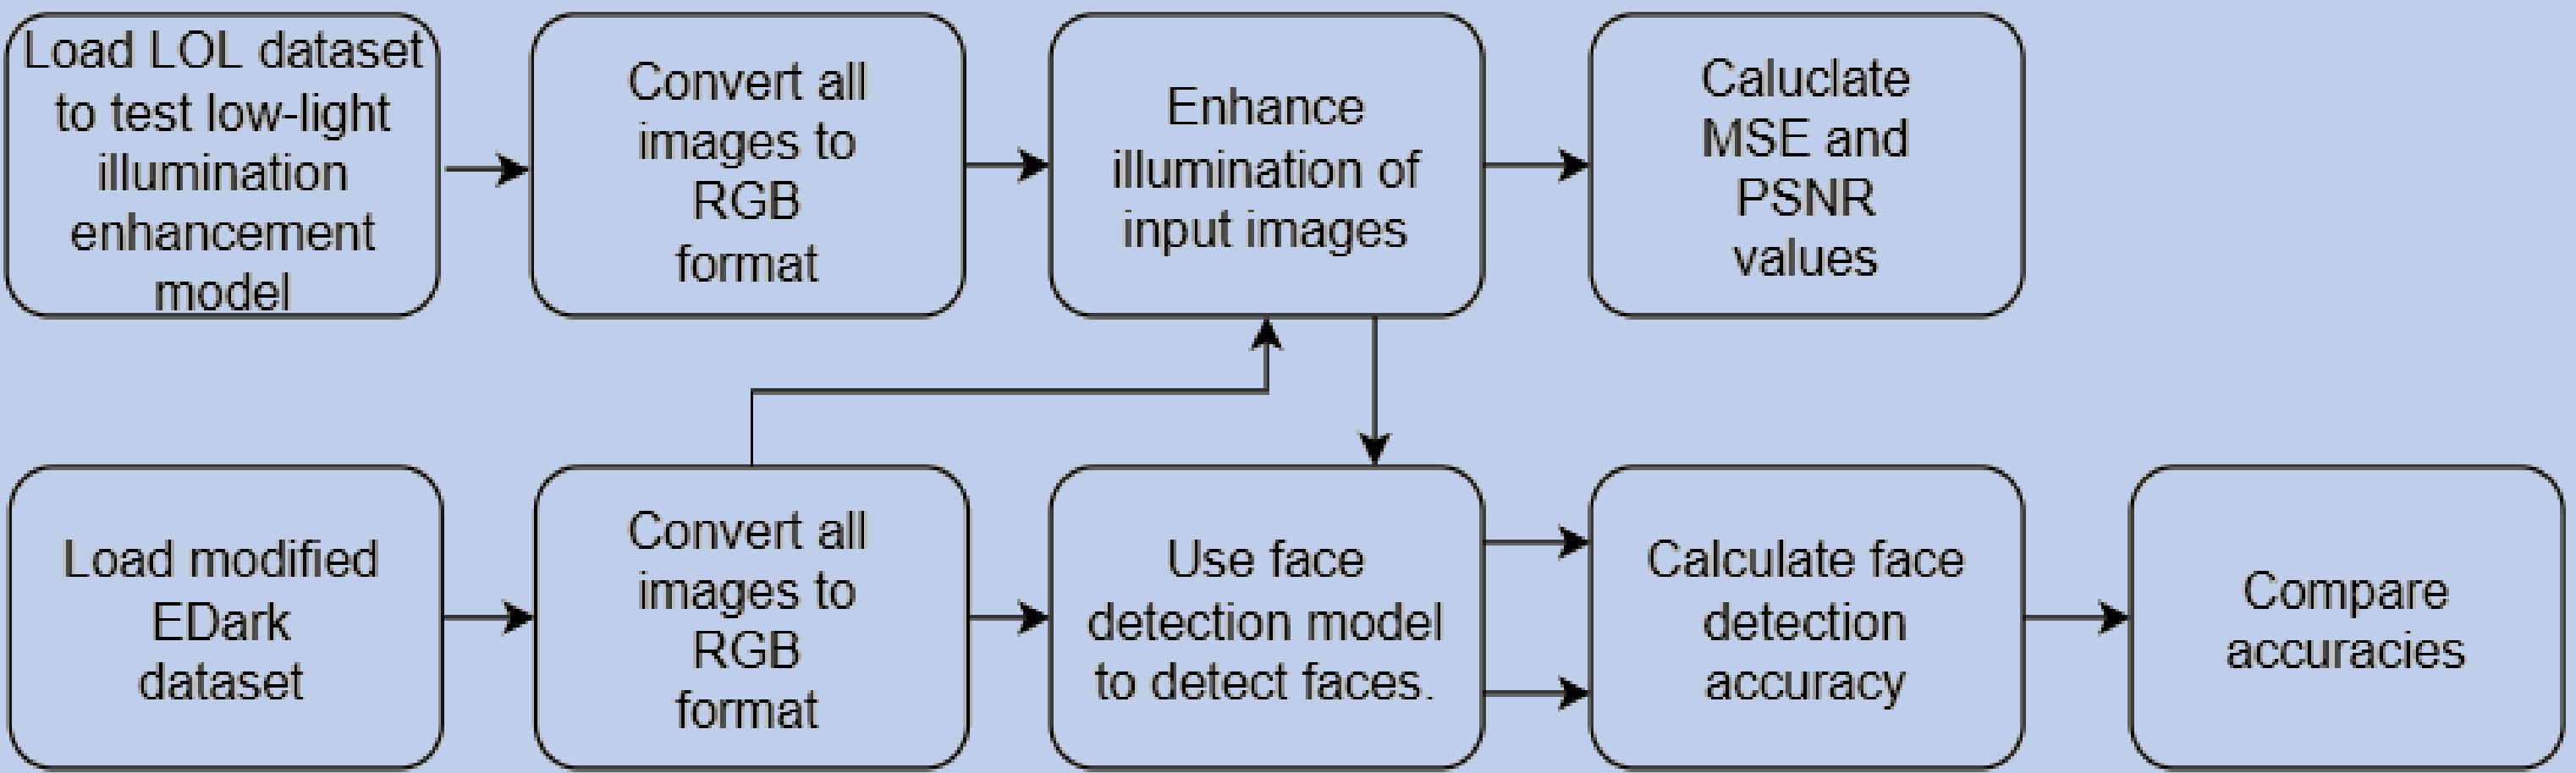 Load LOL dataset
to test low-light
illumination
enhancement
model
Convert all
images to
RGB
format
Enhance
illumination of
input images
Caluclate
MSE and
PSNR
values
Load modified
EDark
dataset
Convert all
images to
RGB
format
Use face
detection model
to detect faces.
Calculate face
detection
accuracy
Compare
accuracies